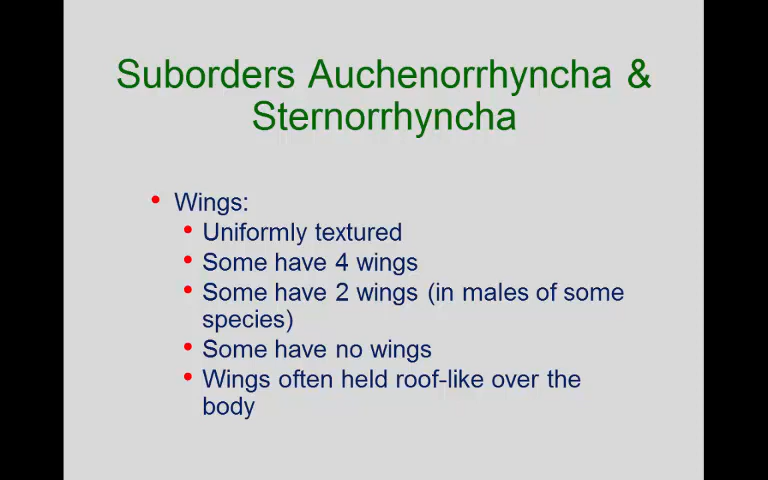 Suborders Auchenorrhyncha &
Sternorrhyncha
• Wings:
• Uniformly textured
• Some have 4 wings
• Some have 2 wings (in males of some
species)
• Some have no wings
• Wings often held roof-like over the
body